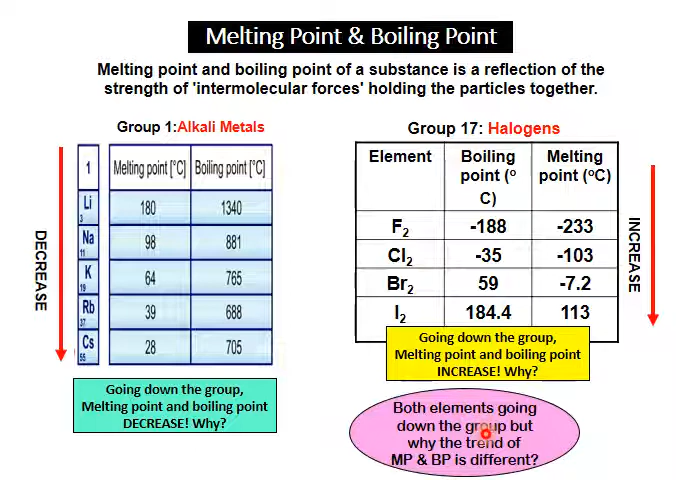 Melting Point & Boiling Point
Melting point and boiling point of a substance is a reflection of the
strength of 'intermolecular forces' holding the particles together.
Group 1:Alkali Metals
1 Melting point [°C] Boiling point [°C]
Li 3 180 1340
Na 11 98 881
K 19 64 765
Rb 37 39 688
Cs 55 28 705
DECREASE
Going down the group,
Melting point and boiling point
DECREASE! Why?
Group 17: Halogens
Element Boiling Melting
point (o point (oC)
C)
F2 -188 -233
Cl2 -35 -103
Br2 59 -7.2
I2 184.4 113
INCREASE
Going down the group,
Melting point and boiling point
INCREASE! Why?
Both elements going
down the group but
why the trend of
MP & BP is different?